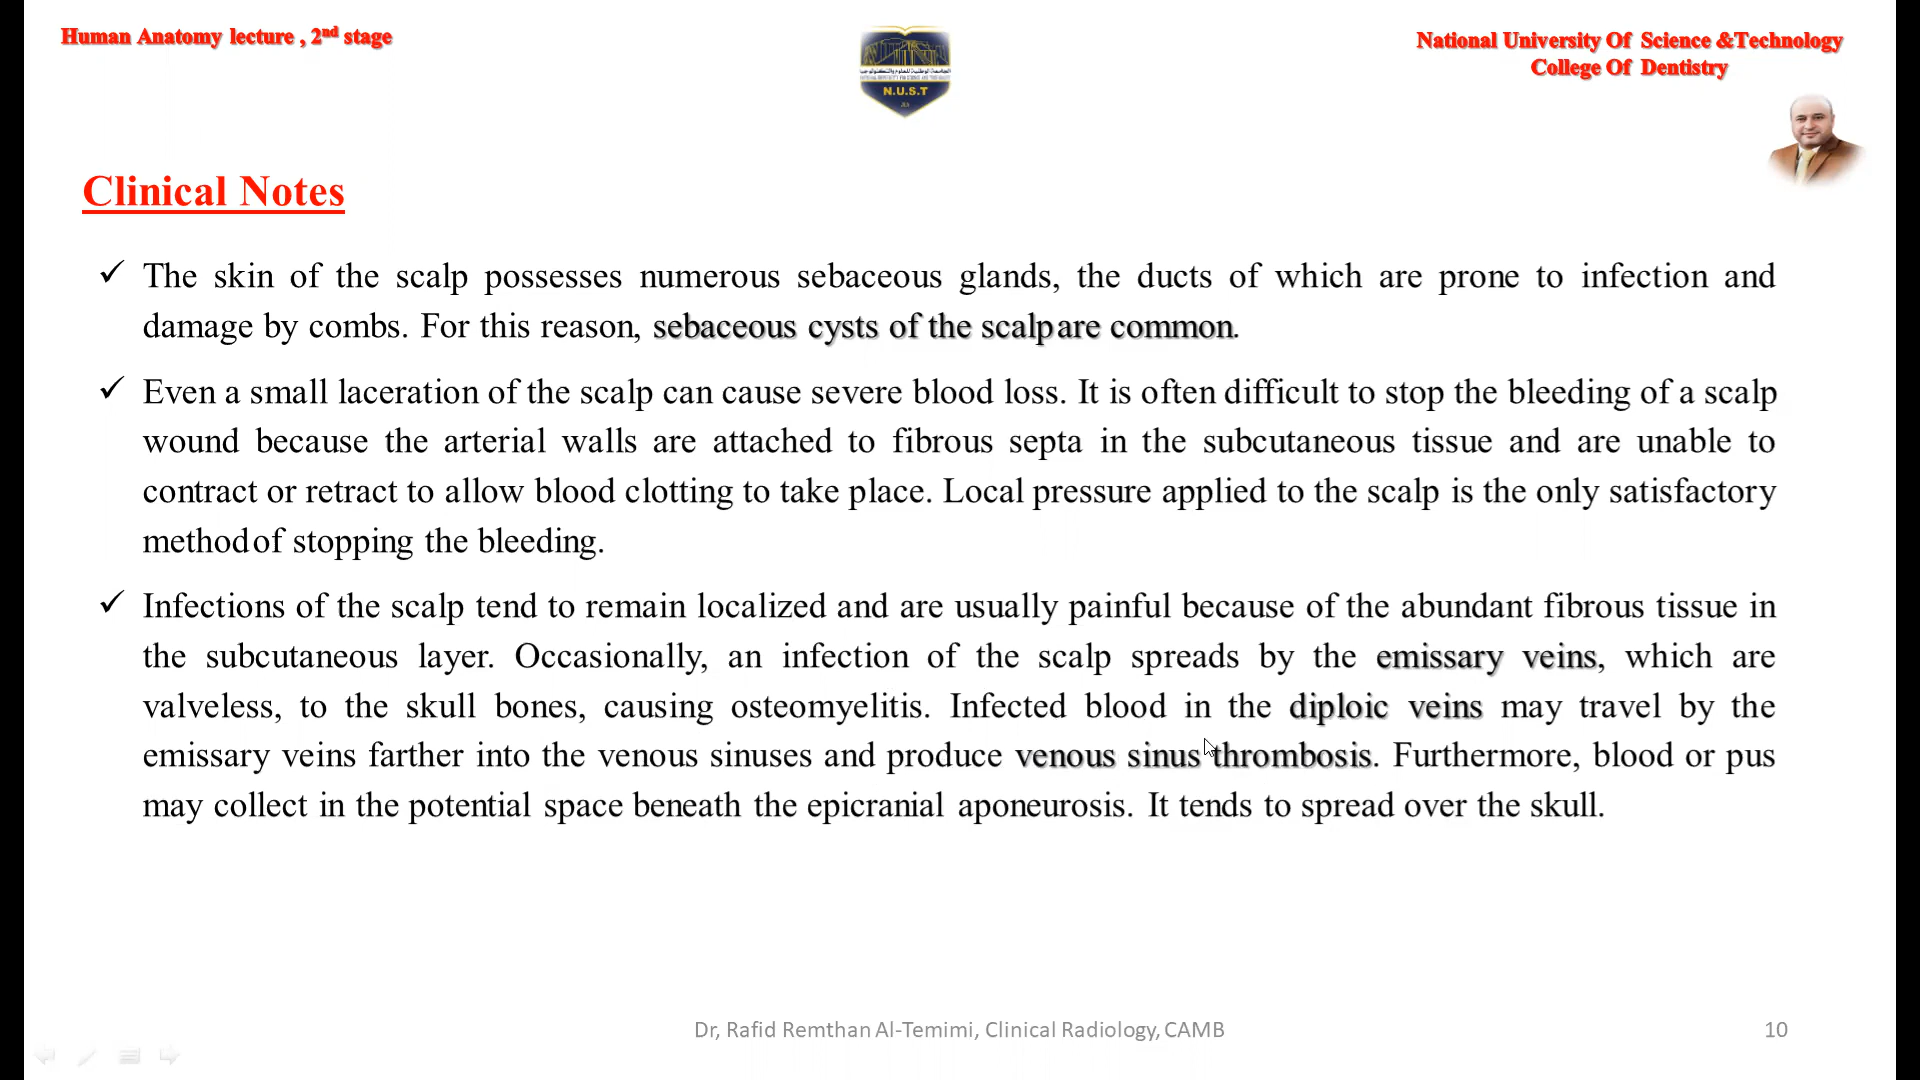 Human Anatomy lecture , 2nd stage
National University Of Science &Technology
College Of Dentistry
N.U.S.T
Clinical Notes
✓ The skin of the scalp possesses numerous sebaceous glands, the ducts of which are prone to infection and
damage by combs. For this reason, sebaceous cysts of the scalp are common.
✓ Even a small laceration of the scalp can cause severe blood loss. It is often difficult to stop the bleeding of a scalp
wound because the arterial walls are attached to fibrous septa in the subcutaneous tissue and are unable to
contract or retract to allow blood clotting to take place. Local pressure applied to the scalp is the only satisfactory
method of stopping the bleeding.
✓ Infections of the scalp tend to remain localized and are usually painful because of the abundant fibrous tissue in
the subcutaneous layer. Occasionally, an infection of the scalp spreads by the emissary veins, which are
valveless, to the skull bones, causing osteomyelitis. Infected blood in the diploic veins may travel by the
emissary veins farther into the venous sinuses and produce venous sinus thrombosis. Furthermore, blood or pus
may collect in the potential space beneath the epicranial aponeurosis. It tends to spread over the skull.
Dr, Rafid Remthan Al-Temimi, Clinical Radiology, CAMB
10